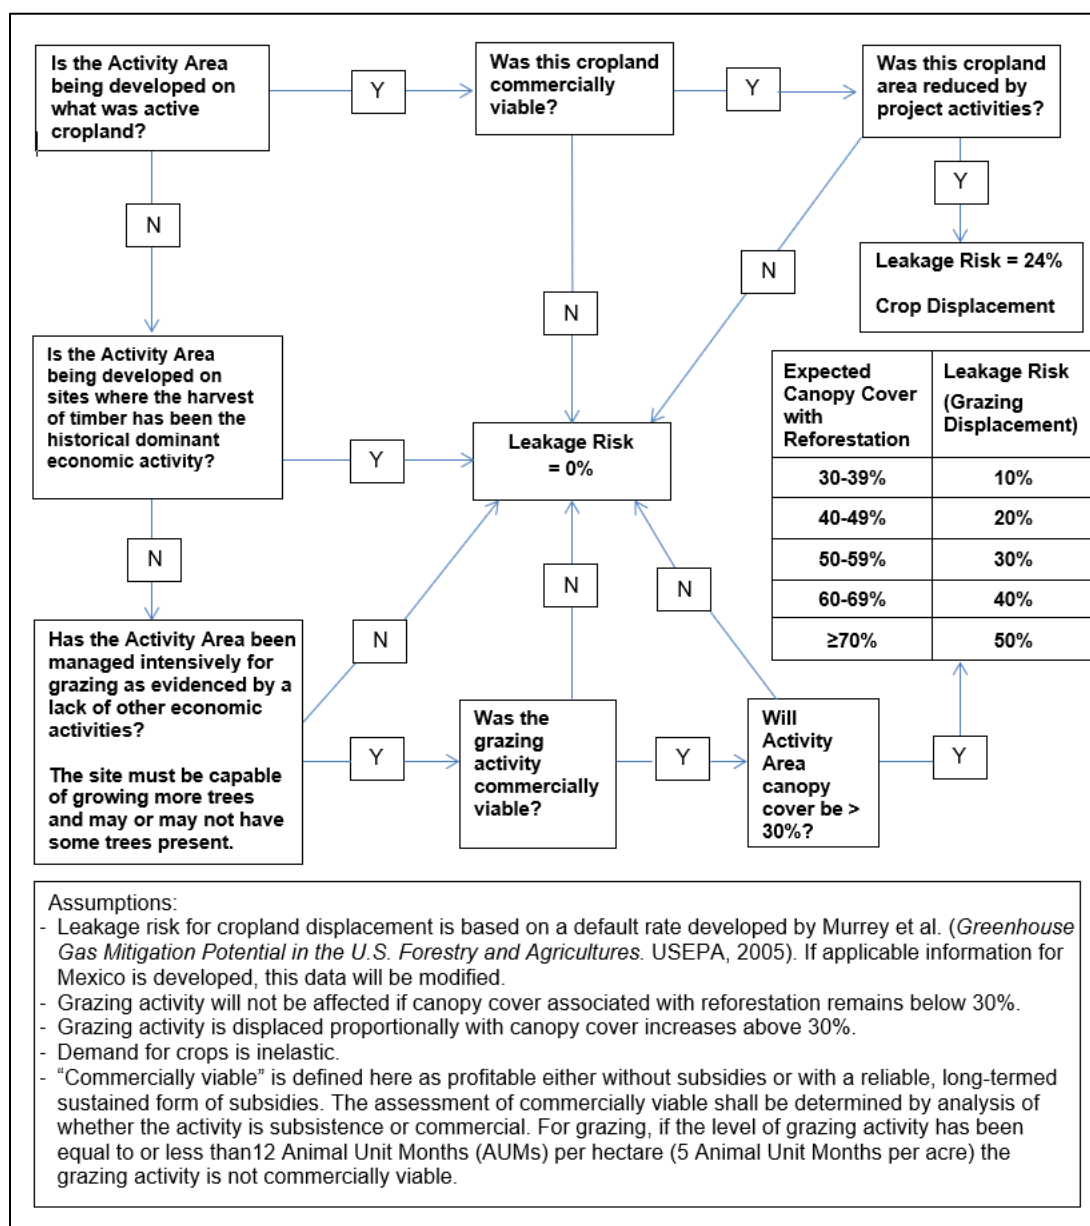 Is the Activity Area
being developed on
what was active
cropland?
Y
Was this cropland
commercially
viable?
Y
Was this cropland
area reduced by
project activities?
N
Y
N
N
Leakage Risk = 24%
Crop Displacement
Is the Activity Area
being developed on
sites where the harvest
of timber has been the
historical dominant
economic activity?
Y
Leakage Risk
= 0%
Expected
Canopy Cover
with
Reforestation
Leakage Risk
(Grazing
Displacement)
30-39%
10%
40-49%
20%
50-59%
30%
60-69%
40%
≥70%
50%
N
N
N
N
Has the Activity Area been
managed intensively for
grazing as evidenced by a
lack of other economic
activities?
The site must be capable
of growing more trees
and may or may not have
some trees present.
Y
Was the
grazing
activity
commercially
viable?
Y
Will
Activity
Area
canopy
cover be >
30%?
Y
Assumptions:
- Leakage risk for cropland displacement is based on a default rate developed by Murrey et al. (Greenhouse
Gas Mitigation Potential in the U.S. Forestry and Agricultures. USEPA, 2005). If applicable information for
Mexico is developed, this data will be modified.
- Grazing activity will not be affected if canopy cover associated with reforestation remains below 30%.
- Grazing activity is displaced proportionally with canopy cover increases above 30%.
- Demand for crops is inelastic.
- “Commercially viable” is defined here as profitable either without subsidies or with a reliable, long-termed
sustained form of subsidies. The assessment of commercially viable shall be determined by analysis of
whether the activity is subsistence or commercial. For grazing, if the level of grazing activity has been
equal to or less than12 Animal Unit Months (AUMs) per hectare (5 Animal Unit Months per acre) the
grazing activity is not commercially viable.